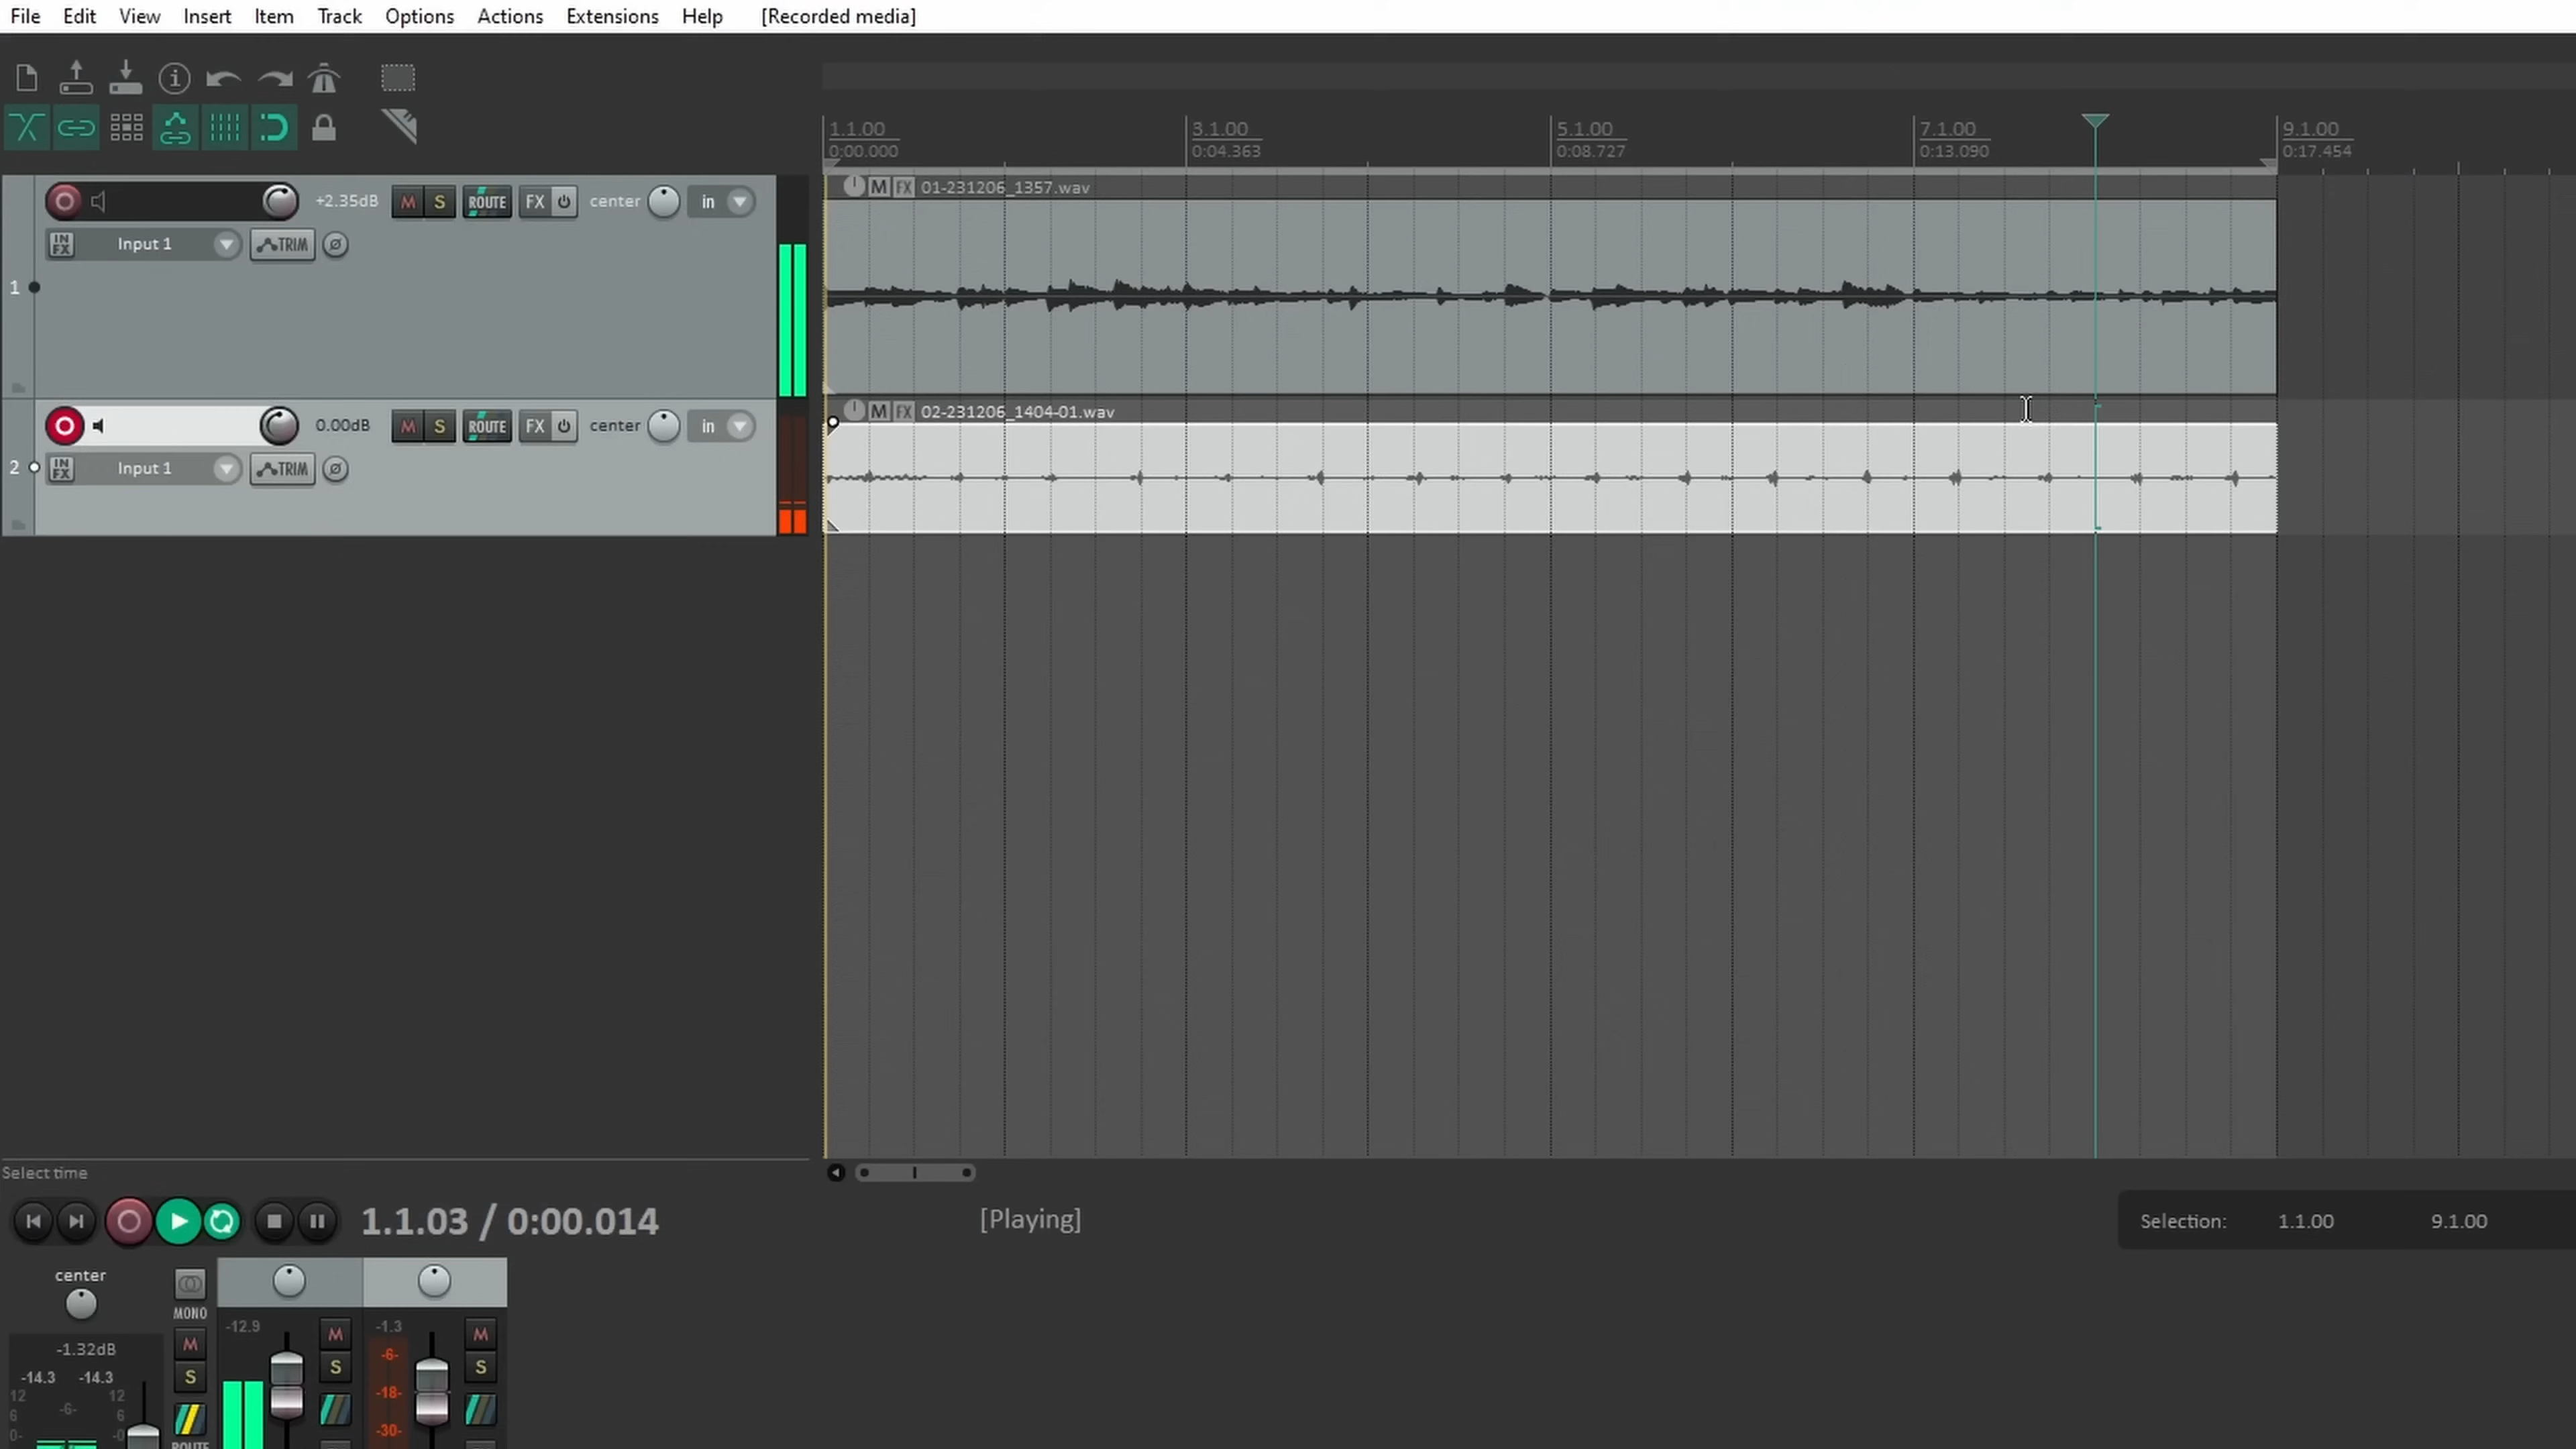 File Edit View Insert Item Track Options Actions Extensions Help [Recorded media]
1.1.00 3.1.00 5.1.00 7.1.00 9.1.00
0:00.000 0:04.363 0:08.727 0:13.090 0:17.454
+2.35dB M S ROUTE FX center in
M FX 01-231206_1357.wav
IN FX Input 1 TRIM
1
0.00dB M S ROUTE FX center in
M FX 02-231206_1404-01.wav
2 IN FX Input 1 TRIM
Select time
1.1.03 / 0:00.014 [Playing] Selection: 1.1.00 9.1.00
center
MONO
-12.9 M -1.3 M
-1.32dB M -6-
-14.3 -14.3 S S S
12 12 -18-
6 -6- 6
0- -0 -30-
ROUTE